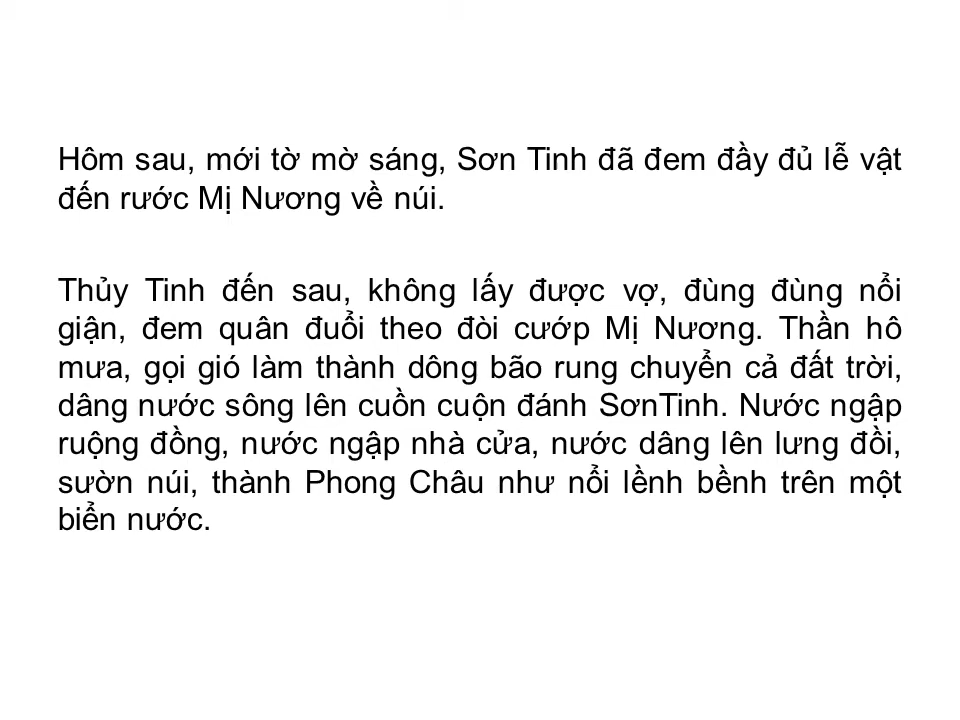 Hôm sau, mới tờ mờ sáng, Sơn Tinh đã đem đầy đủ lễ vật
đến rước Mị Nương về núi.
Thủy Tinh đến sau, không lấy được vợ, đùng đùng nổi
giận, đem quân đuổi theo đòi cướp Mị Nương. Thần hô
mưa, gọi gió làm thành dông bão rung chuyển cả đất trời,
dâng nước sông lên cuồn cuộn đánh SơnTinh. Nước ngập
ruộng đồng, nước ngập nhà cửa, nước dâng lên lưng đồi,
sườn núi, thành Phong Châu như nổi lềnh bềnh trên một
biển nước.